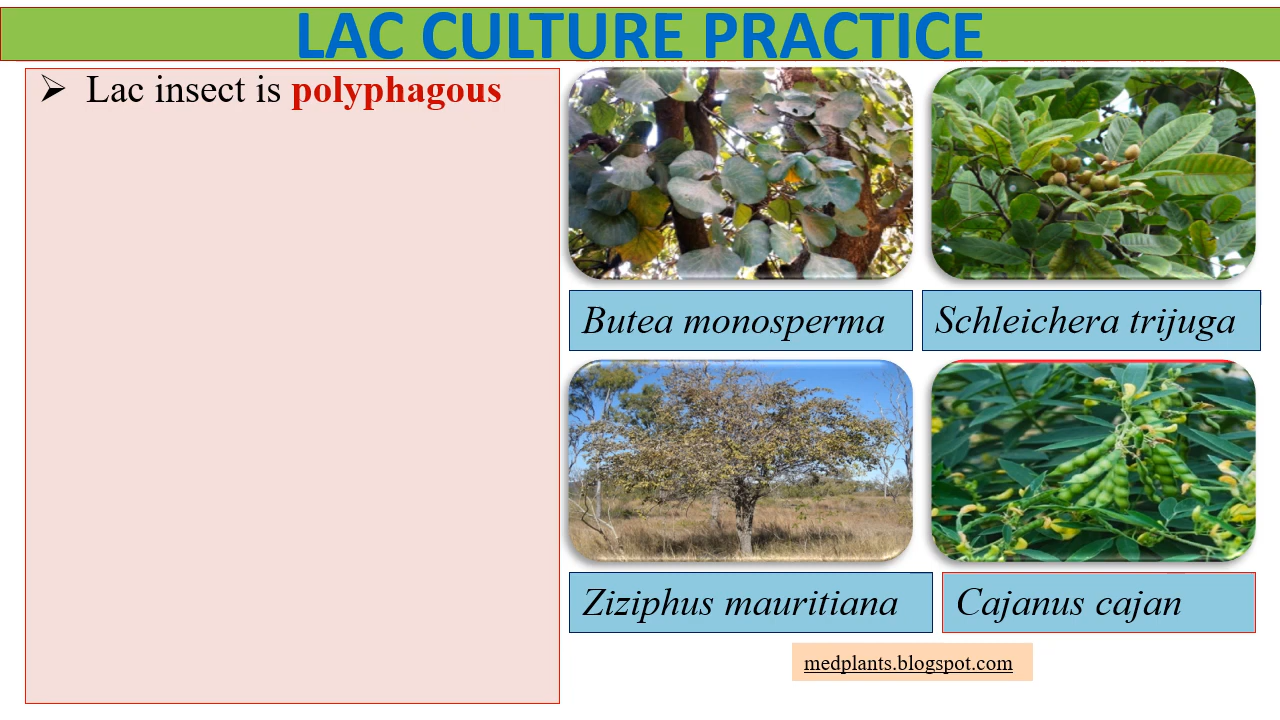 LAC CULTURE PRACTICE
➢ Lac insect is polyphagous
Butea monosperma
Schleichera trijuga
Ziziphus mauritiana
Cajanus cajan
medplants.blogspot.com